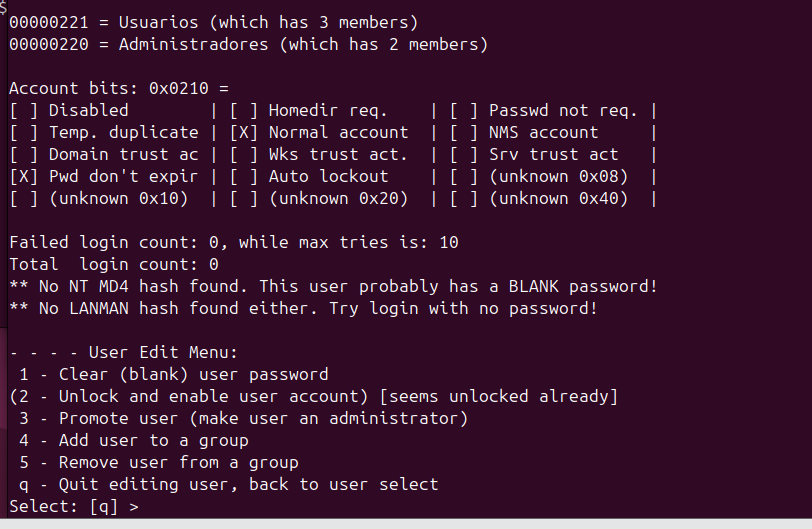 $
00000221 = Usuarios (which has 3 members)
00000220 = Administradores (which has 2 members)
Account bits: 0x0210 =
[ ] Disabled        | [ ] Homedir req.    | [ ] Passwd not req. |
[ ] Temp. duplicate | [X] Normal account  | [ ] NMS account     |
[ ] Domain trust ac | [ ] Wks trust act.  | [ ] Srv trust act   |
[X] Pwd don't expir | [ ] Auto lockout    | [ ] (unknown 0x08)  |
[ ] (unknown 0x10)  | [ ] (unknown 0x20)  | [ ] (unknown 0x40)  |
Failed login count: 0, while max tries is: 10
Total  login count: 0
** No NT MD4 hash found. This user probably has a BLANK password!
** No LANMAN hash found either. Try login with no password!
- - - - User Edit Menu:
 1 - Clear (blank) user password
(2 - Unlock and enable user account) [seems unlocked already]
 3 - Promote user (make user an administrator)
 4 - Add user to a group
 5 - Remove user from a group
 q - Quit editing user, back to user select
Select: [q] >